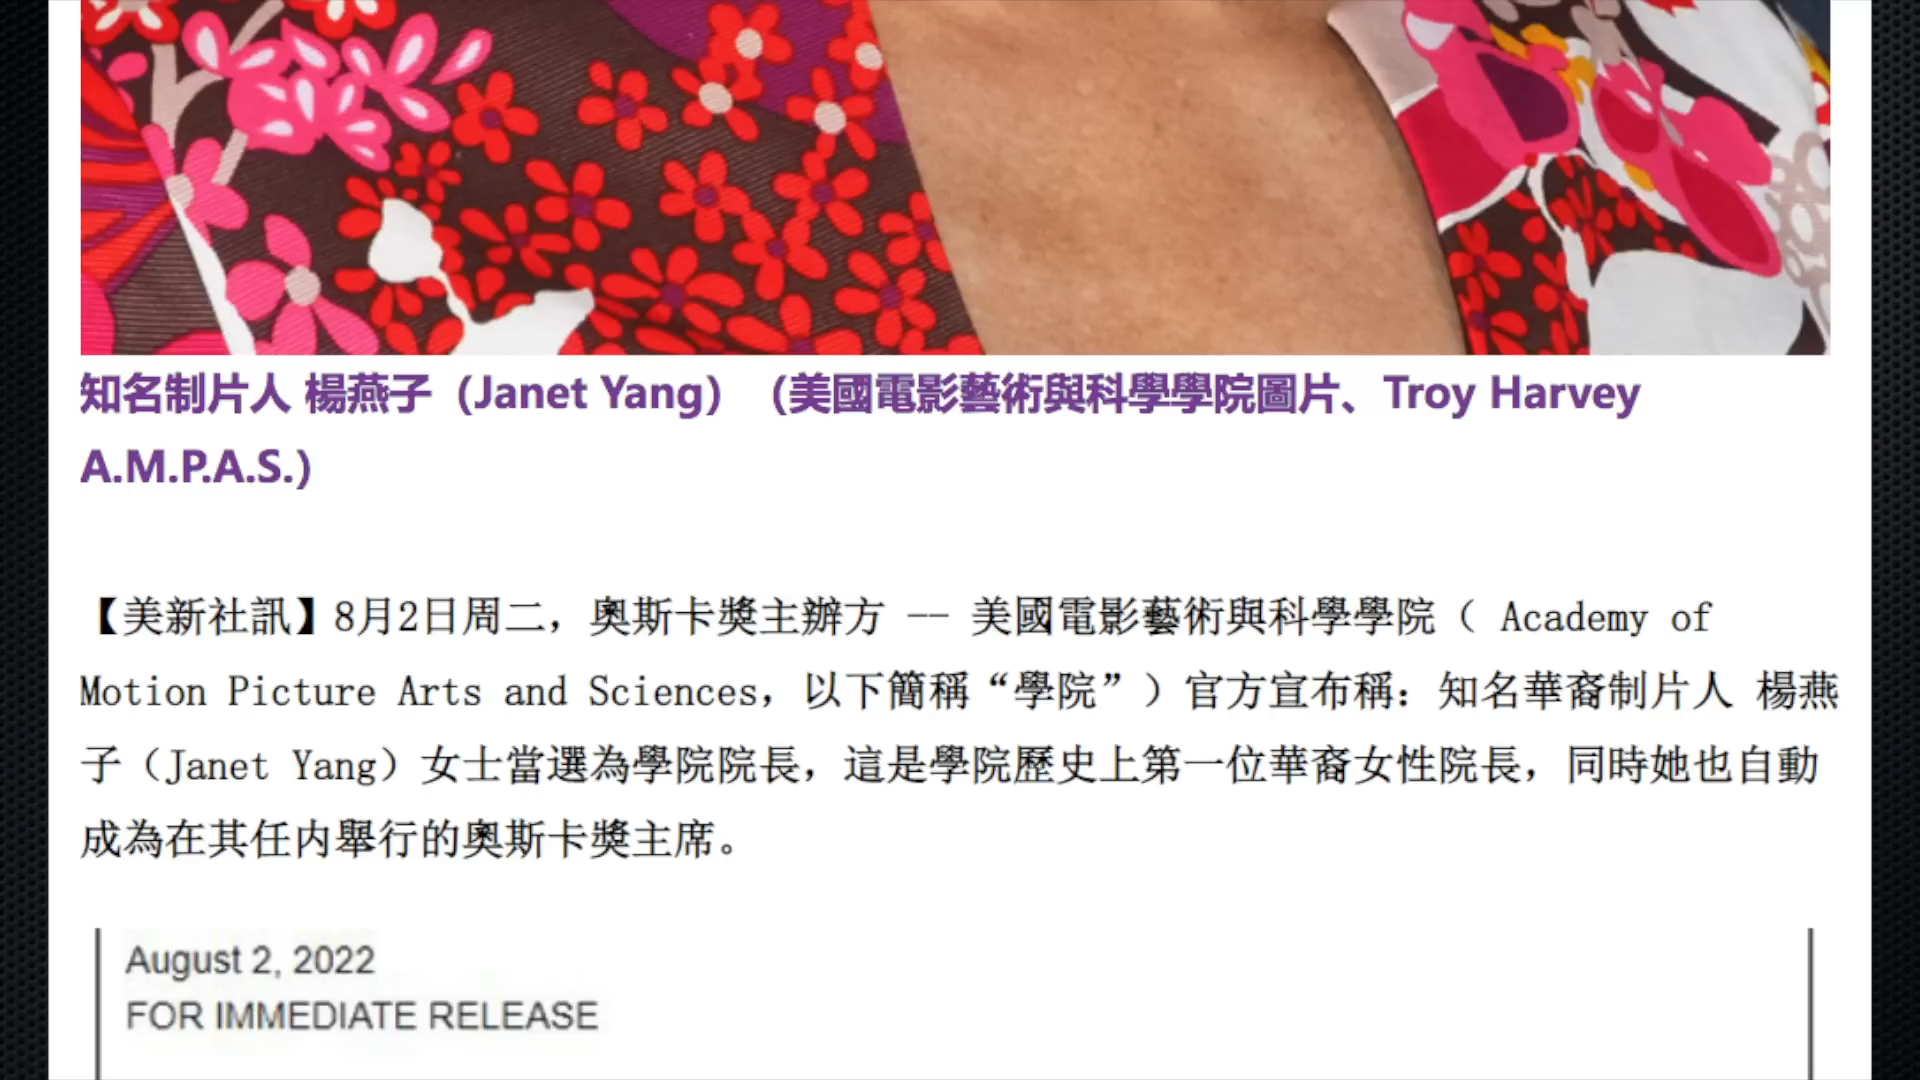 知名制片人 楊燕子（Janet Yang）（美國電影藝術與科學學院圖片、Troy Harvey
A.M.P.A.S.)
【美新社訊】8月2日周二，奧斯卡獎主辦方 -- 美國電影藝術與科學學院（ Academy of
Motion Picture Arts and Sciences，以下簡稱“學院”）官方宣布稱：知名華裔制片人 楊燕
子（Janet Yang）女士當選為學院院長，這是學院歷史上第一位華裔女性院長，同時她也自動
成為在其任内舉行的奧斯卡獎主席。
August 2, 2022
FOR IMMEDIATE RELEASE